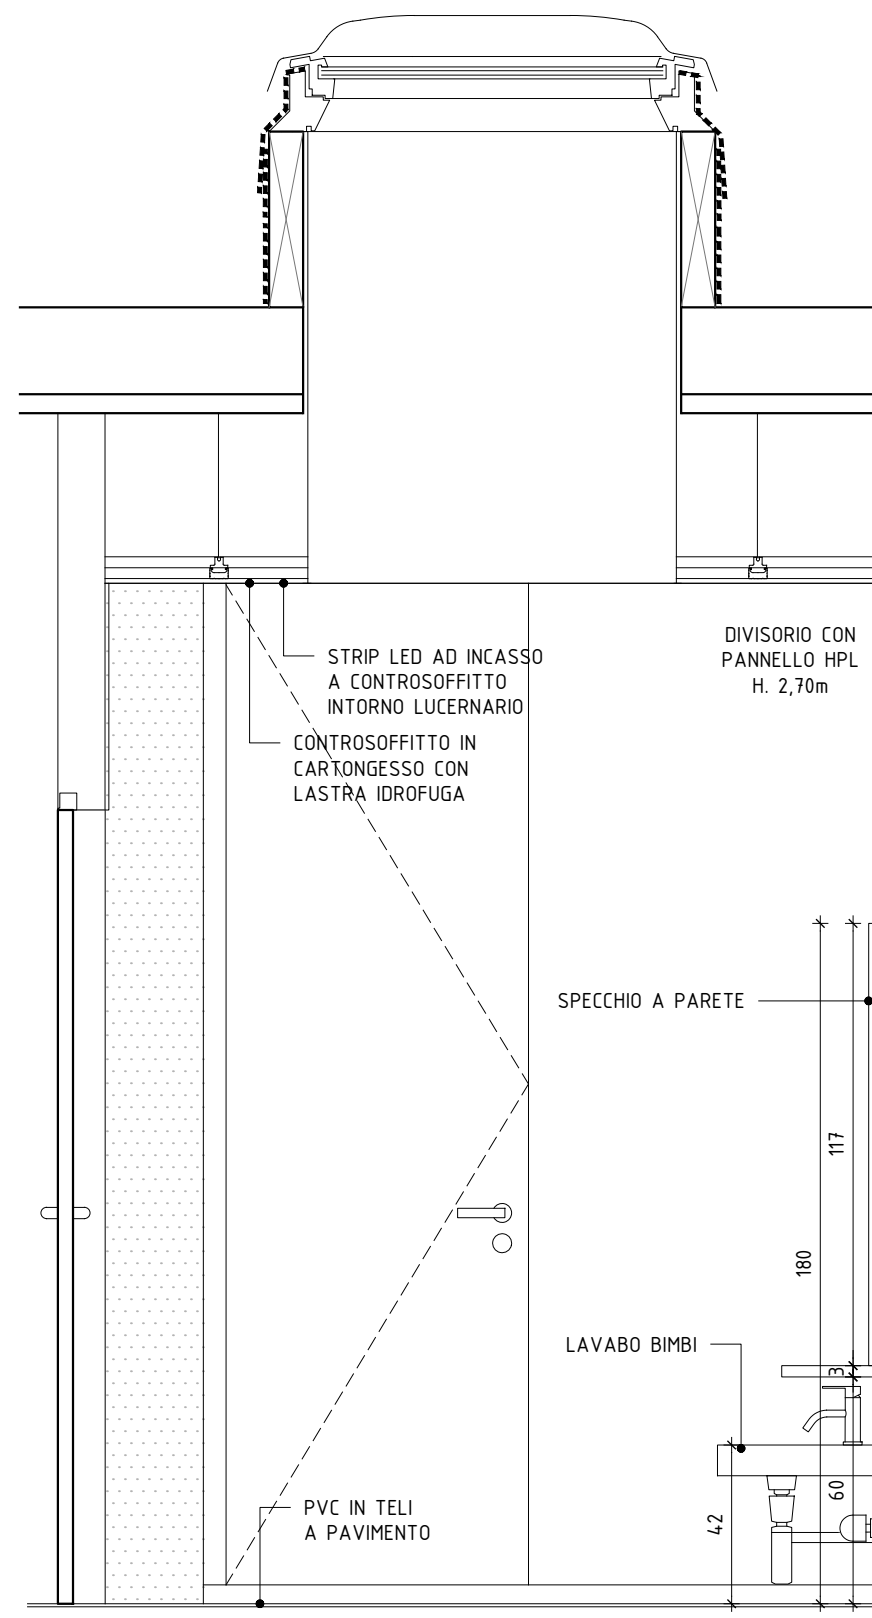 STRIP LED AD INCASSO
A CONTROSOFFITTO
INTORNO LUCERNARIO
DIVISORIO CON
PANNELLO HPL
H. 2,70m
CONTROSOFFITTO IN
CARTONGESSO CON
LASTRA IDROFUGA
SPECCHIO A PARETE
117
180
LAVABO BIMBI
3
60
42
PVC IN TELI
A PAVIMENTO